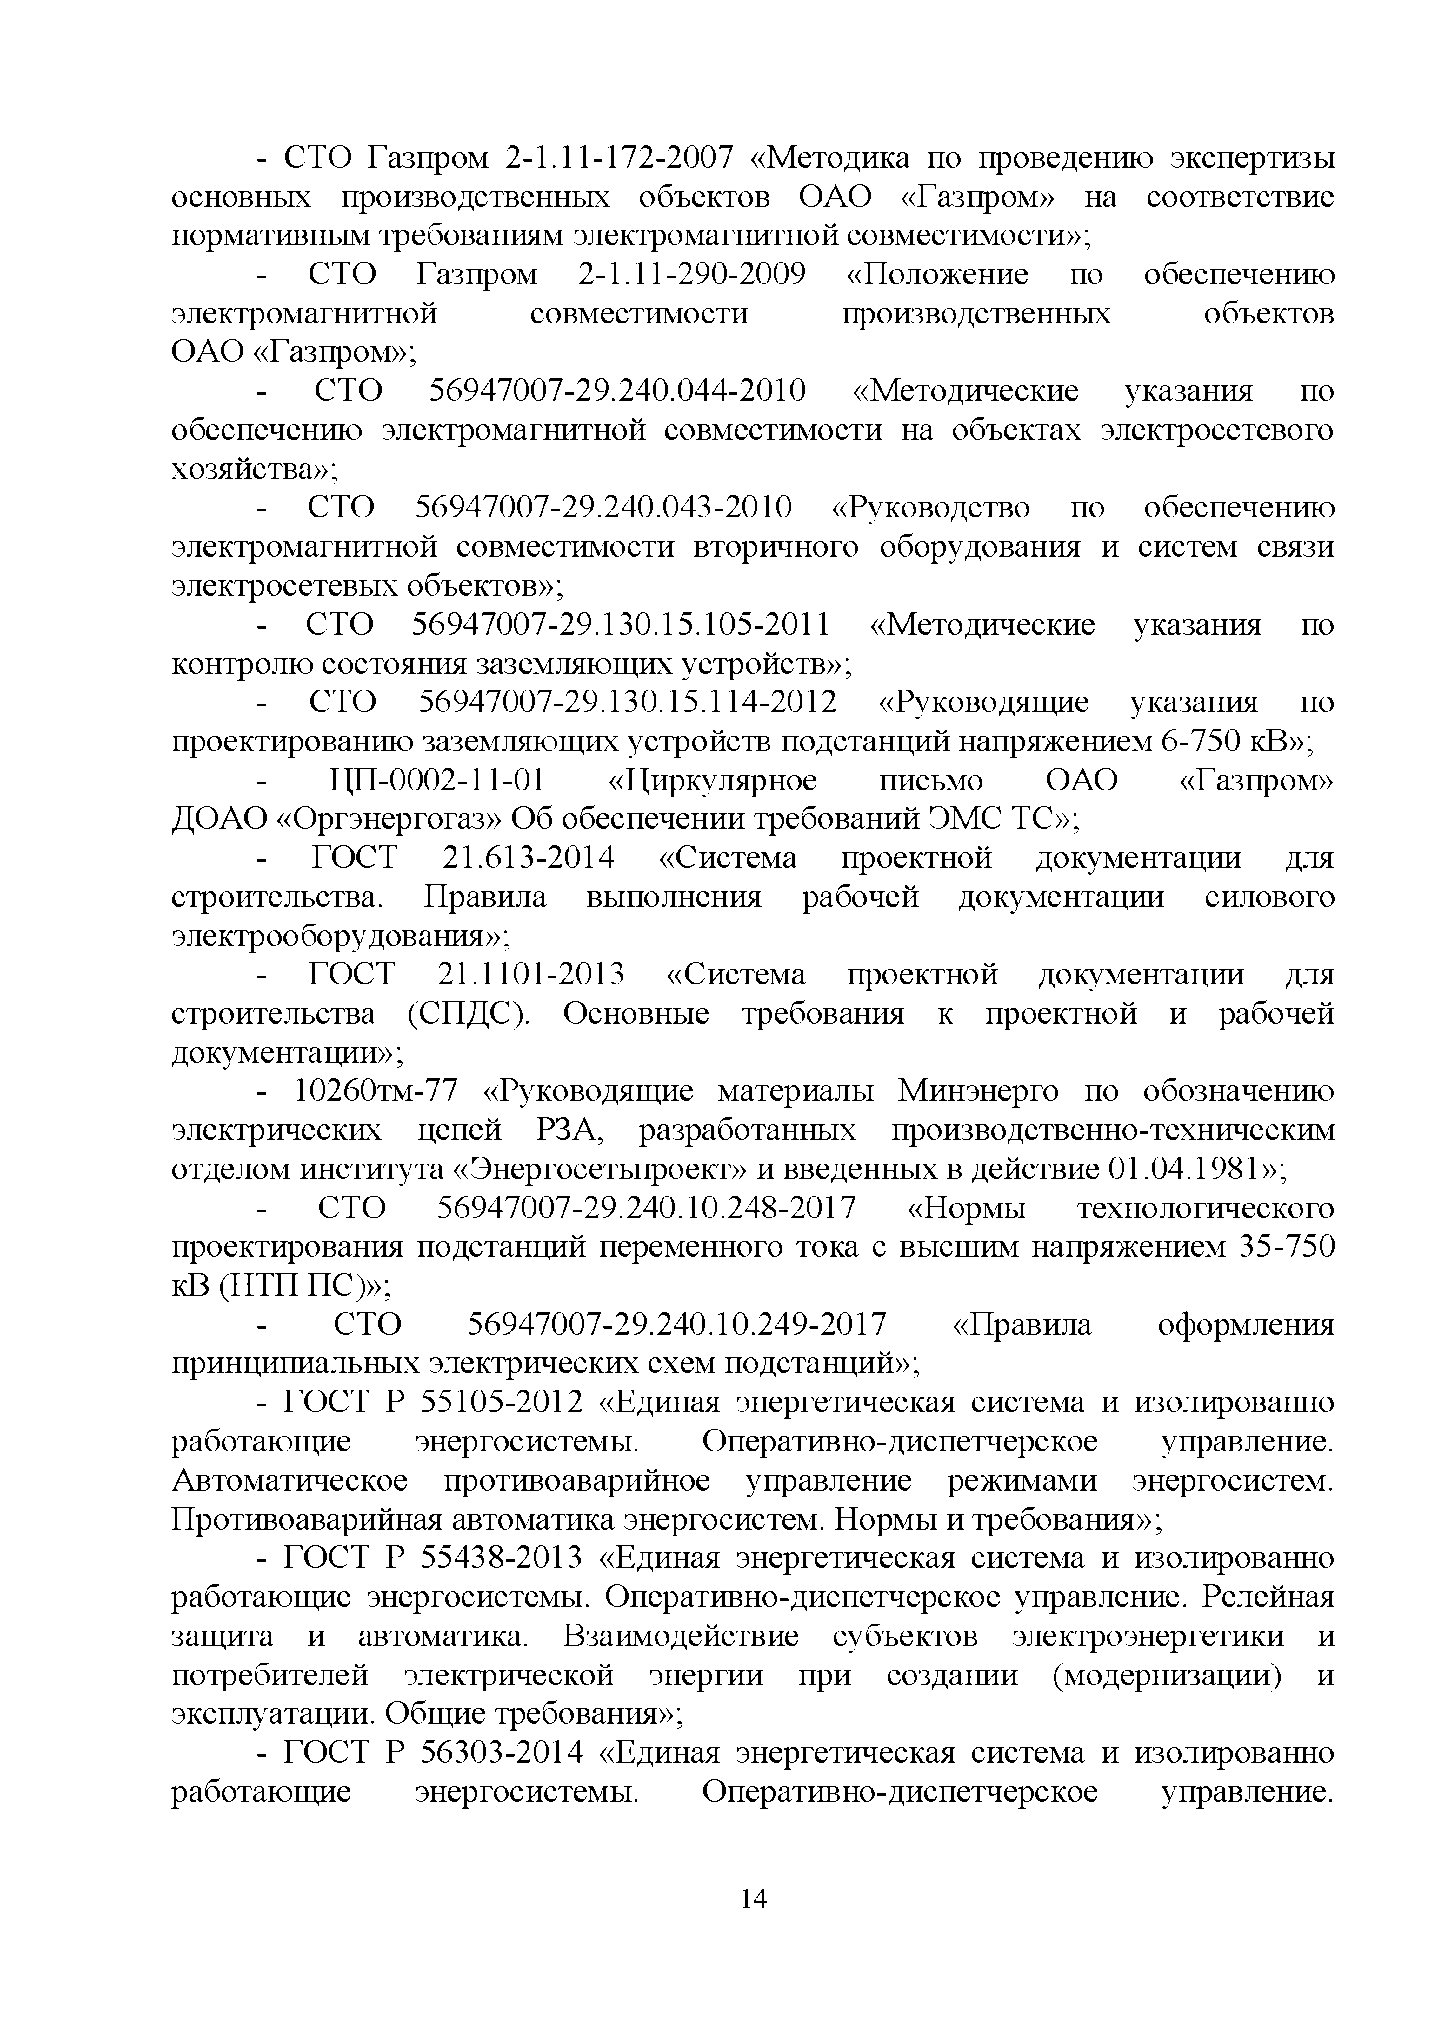 - СТО Газпром 2-1.11-172-2007 «Методика по проведению экспертизы
основных производственных объектов ОАО «Газпром» на соответствие
нормативным требованиям электромагнитной совместимости»;
- СТО Газпром 2-1.11-290-2009 «Положение по обеспечению
электромагнитной совместимости производственных объектов
ОАО «Газпром»;
- СТО 56947007-29.240.044-2010 «Методические указания по
обеспечению электромагнитной совместимости на объектах электросетевого
хозяйства»;
- СТО 56947007-29.240.043-2010 «Руководство по обеспечению
электромагнитной совместимости вторичного оборудования и систем связи
электросетевых объектов»;
- СТО 56947007-29.130.15.105-2011 «Методические указания по
контролю состояния заземляющих устройств»;
- СТО 56947007-29.130.15.114-2012 «Руководящие указания по
проектированию заземляющих устройств подстанций напряжением 6-750 кВ»;
- ЦП-0002-11-01 «Циркулярное письмо ОАО «Газпром»
ДОАО «Оргэнергогаз» Об обеспечении требований ЭМС ТС»;
- ГОСТ 21.613-2014 «Система проектной документации для
строительства. Правила выполнения рабочей документации силового
электрооборудования»;
- ГОСТ 21.1101-2013 «Система проектной документации для
строительства (СПДС). Основные требования к проектной и рабочей
документации»;
- 10260тм-77 «Руководящие материалы Минэнерго по обозначению
электрических цепей РЗА, разработанных производственно-техническим
отделом института «Энергосетьпроект» и введенных в действие 01.04.1981»;
- СТО 56947007-29.240.10.248-2017 «Нормы технологического
проектирования подстанций переменного тока с высшим напряжением 35-750
кВ (НТП ПС)»;
- СТО 56947007-29.240.10.249-2017 «Правила оформления
принципиальных электрических схем подстанций»;
- ГОСТ Р 55105-2012 «Единая энергетическая система и изолированно
работающие энергосистемы. Оперативно-диспетчерское управление.
Автоматическое противоаварийное управление режимами энергосистем.
Противоаварийная автоматика энергосистем. Нормы и требования»;
- ГОСТ Р 55438-2013 «Единая энергетическая система и изолированно
работающие энергосистемы. Оперативно-диспетчерское управление. Релейная
защита и автоматика. Взаимодействие субъектов электроэнергетики и
потребителей электрической энергии при создании (модернизации) и
эксплуатации. Общие требования»;
- ГОСТ Р 56303-2014 «Единая энергетическая система и изолированно
работающие энергосистемы. Оперативно-диспетчерское управление.
14